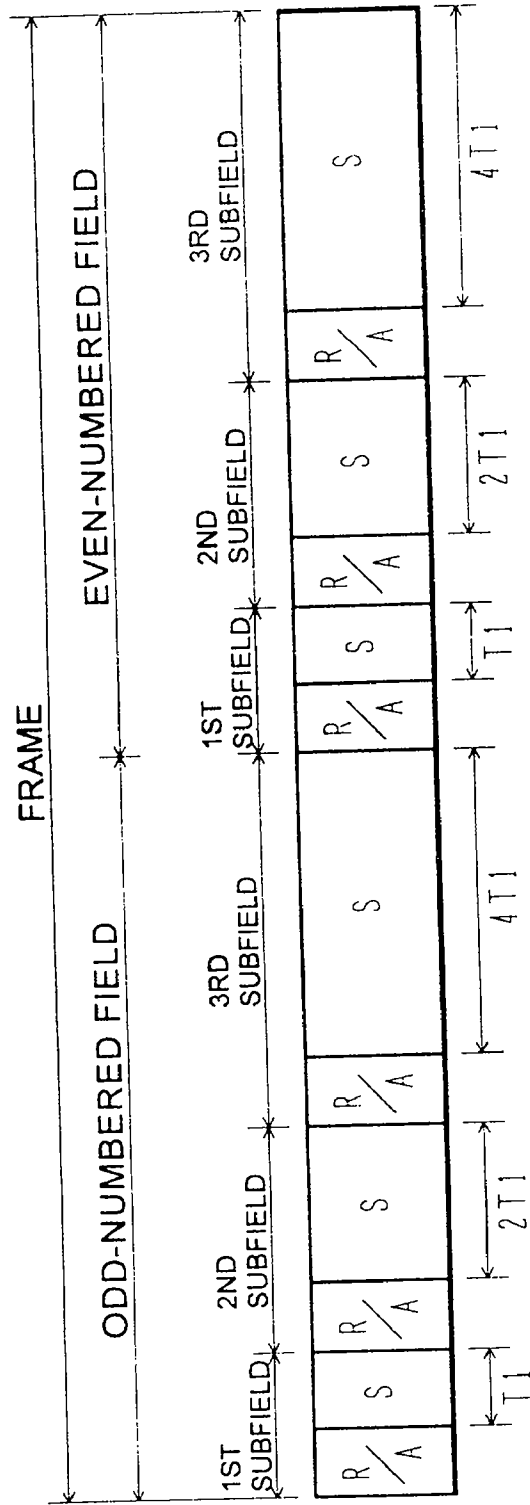 FRAME
ODD-NUMBERED FIELD
EVEN-NUMBERED FIELD
1ST
SUBFIELD
2ND
SUBFIELD
3RD
SUBFIELD
1ST
SUBFIELD
2ND
SUBFIELD
3RD
SUBFIELD
R/A
S
R/A
S
R/A
S
R/A
S
R/A
S
R/A
S
T1
2T1
4T1
T1
2T1
4T1